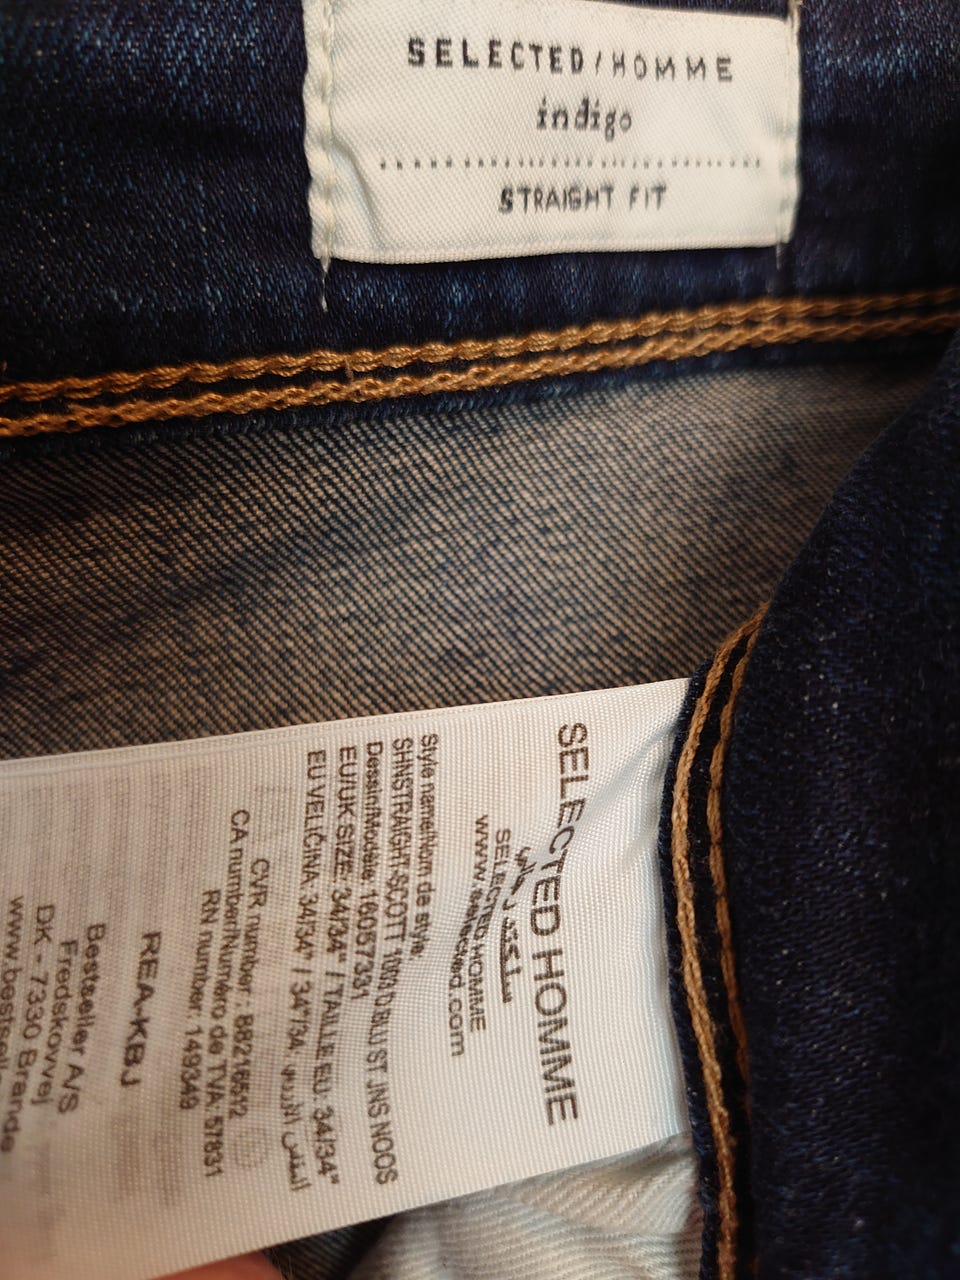 SELECTED/HOMME
indigo
STRAIGHT FIT
SELECTED HOMME
سلكتد
SELECTED HOMME
www.selected.com
Style name/Nom de style:
SHNSTRAIGHT-SCOTT D.BLU ST JNS NOOS
Dessin/Modèle: 16057331
EU/UK SIZE: 34/34" / TAILLE EU: 34/34"
EU VELIČINA: 34/34" / 34"/34:
CVR number: 88216512
CA number/Numéro de TVA: 57831
RN number: 149349
REA-KBJ
Bestseller A/S
Fredskovvej
DK - 7330 Brande